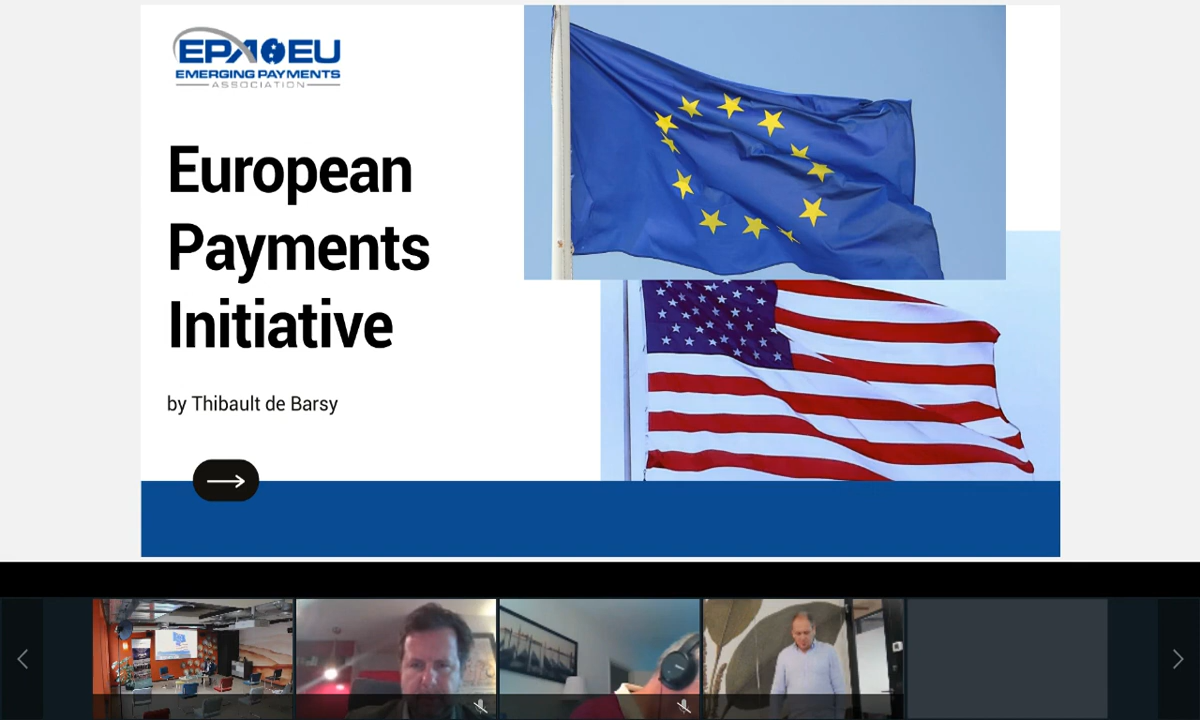 EPA EU
EMERGING PAYMENTS
ASSOCIATION
European
Payments
Initiative
by Thibault de Barsy